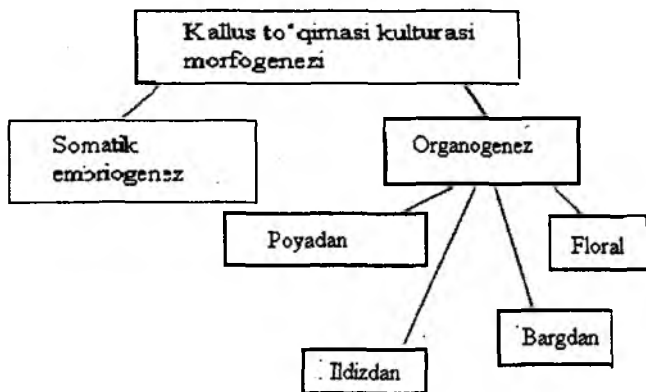 Kallus to‘qimasi kulturasi
morfogenezi
Somatik
embriogenez
Organogenez
Poyadan
Floral
Bargdan
Ildizdan